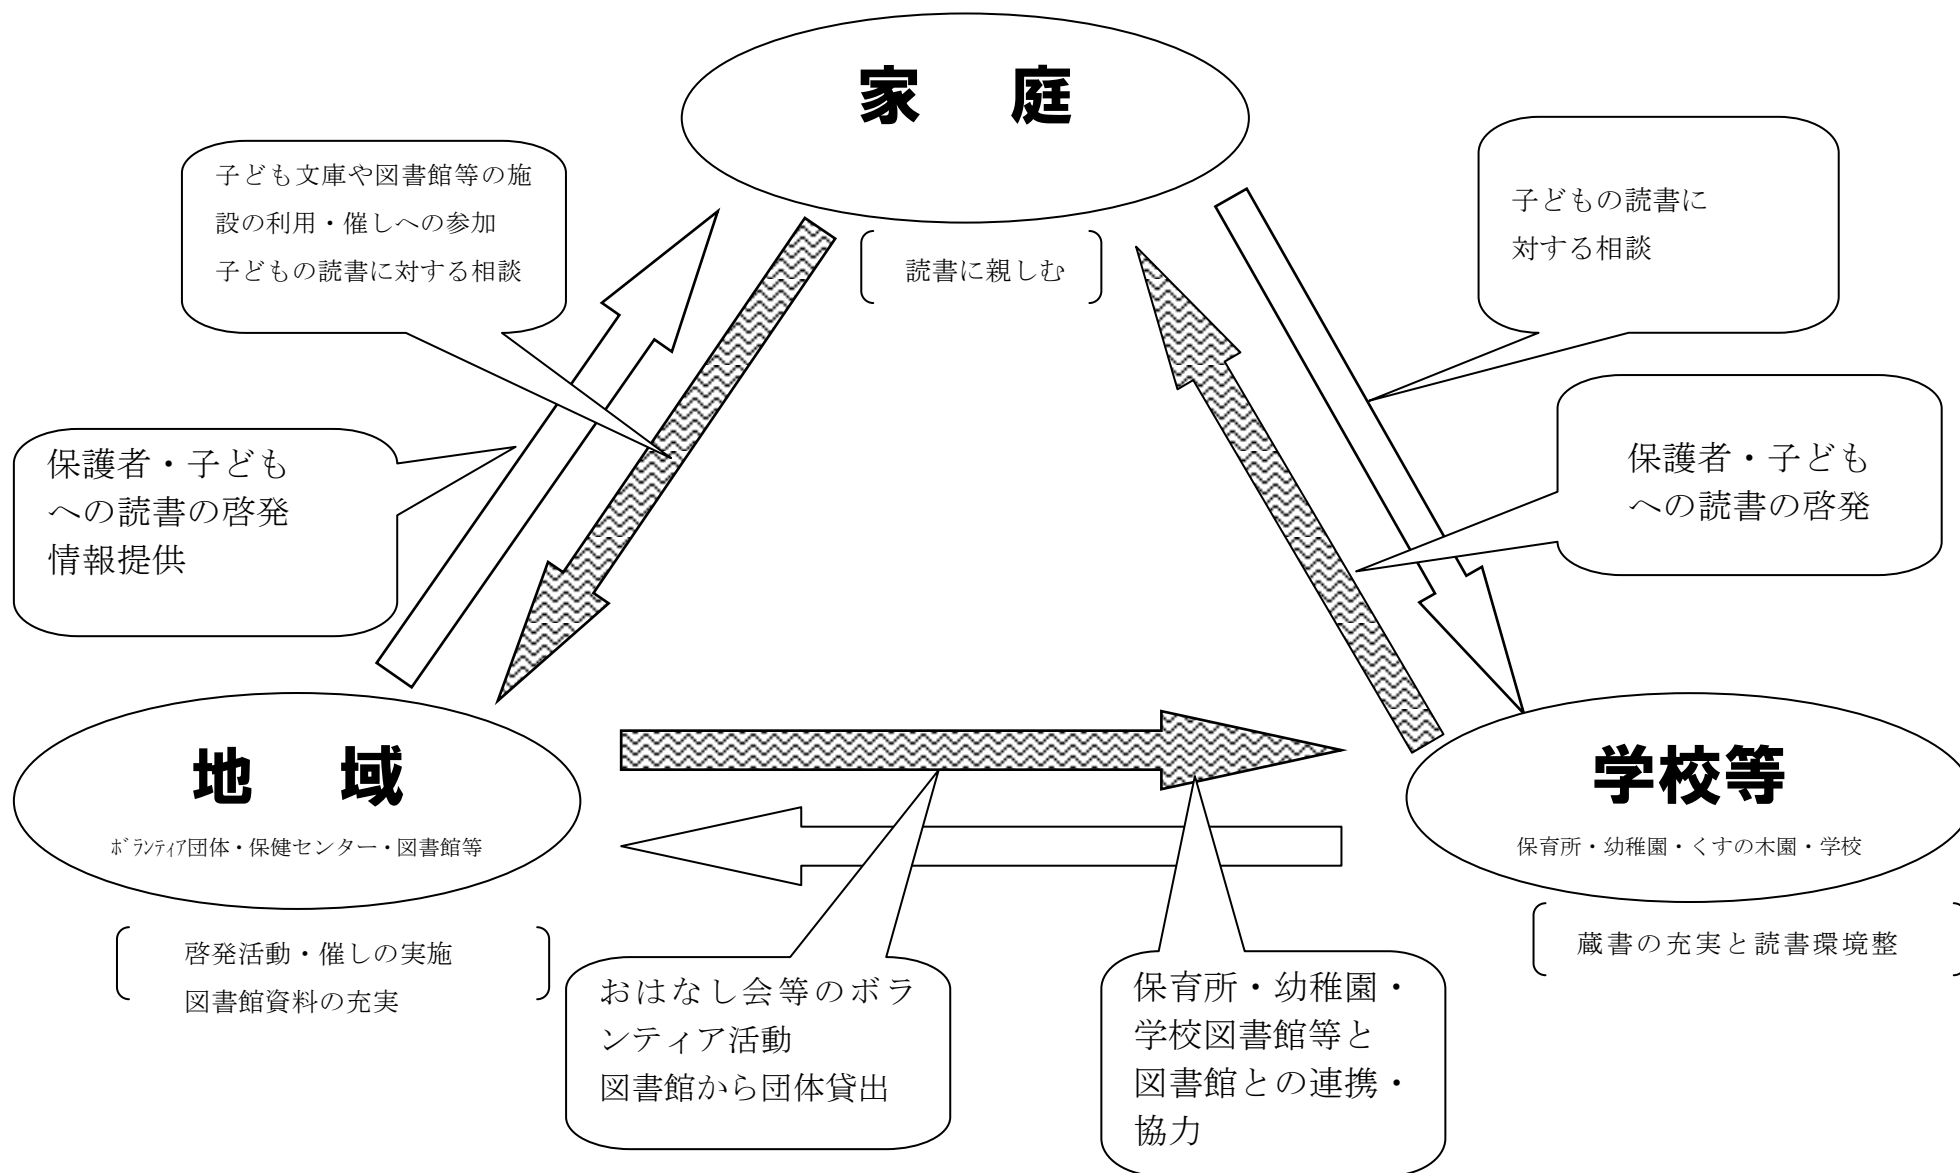 家　庭
読書に親しむ
子ども文庫や図書館等の施
設の利用・催しへの参加
子どもの読書に対する相談
子どもの読書に
対する相談
保護者・子ども
への読書の啓発
情報提供
保護者・子ども
への読書の啓発
地　域
ﾎﾞﾗﾝﾃｨｱ団体・保健センター・図書館等
学校等
保育所・幼稚園・くすの木園・学校
啓発活動・催しの実施
図書館資料の充実
蔵書の充実と読書環境整
おはなし会等のボラ
ンティア活動
図書館から団体貸出
保育所・幼稚園・
学校図書館等と
図書館との連携・
協力